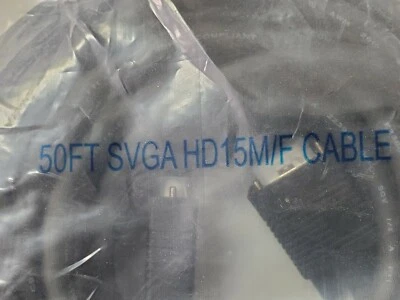 50FT SVGA HD15M/F CABLE